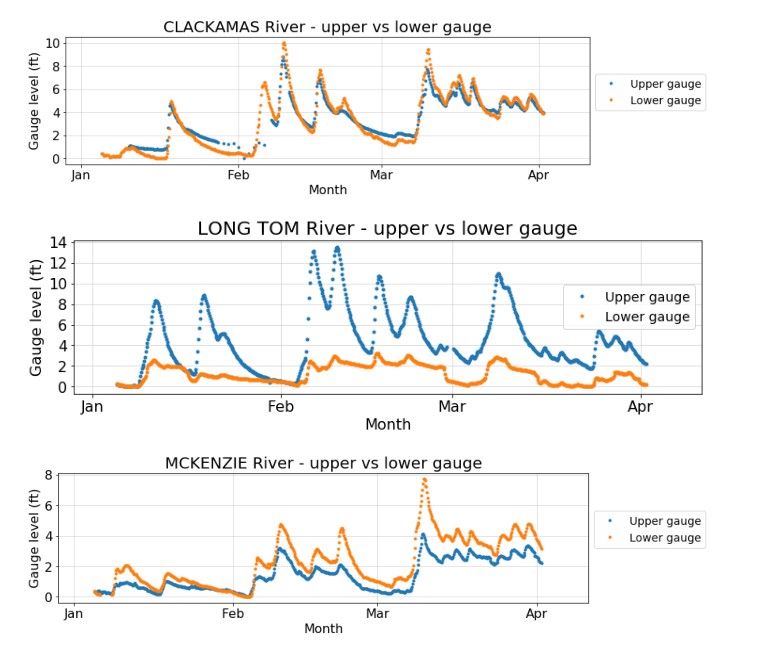 CLACKAMAS River - upper vs lower gauge
Gauge level (ft)
10
8
6
4
2
0
Jan Feb Mar Apr
Month
Upper gauge
Lower gauge
LONG TOM River - upper vs lower gauge
Gauge level (ft)
14
12
10
8
6
4
2
0
Jan Feb Mar Apr
Month
Upper gauge
Lower gauge
MCKENZIE River - upper vs lower gauge
Gauge level (ft)
8
6
4
2
0
Jan Feb Mar Apr
Month
Upper gauge
Lower gauge